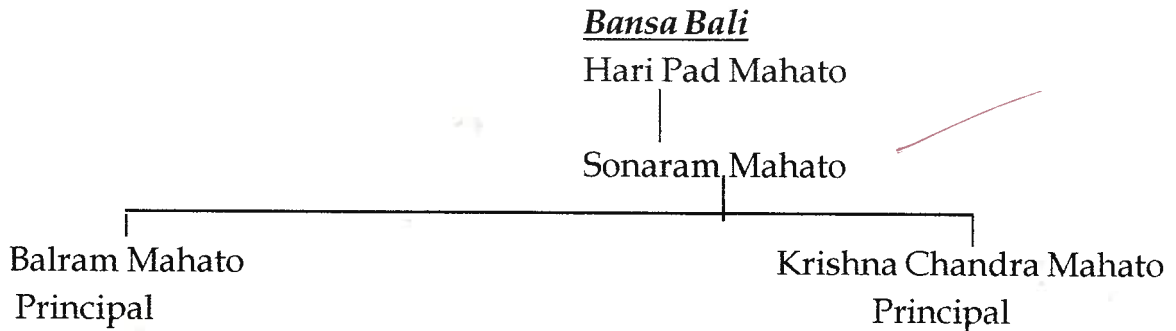 Bansa Bali
Hari Pad Mahato
Sonaram Mahato
Balram Mahato Krishna Chandra Mahato
Principal Principal